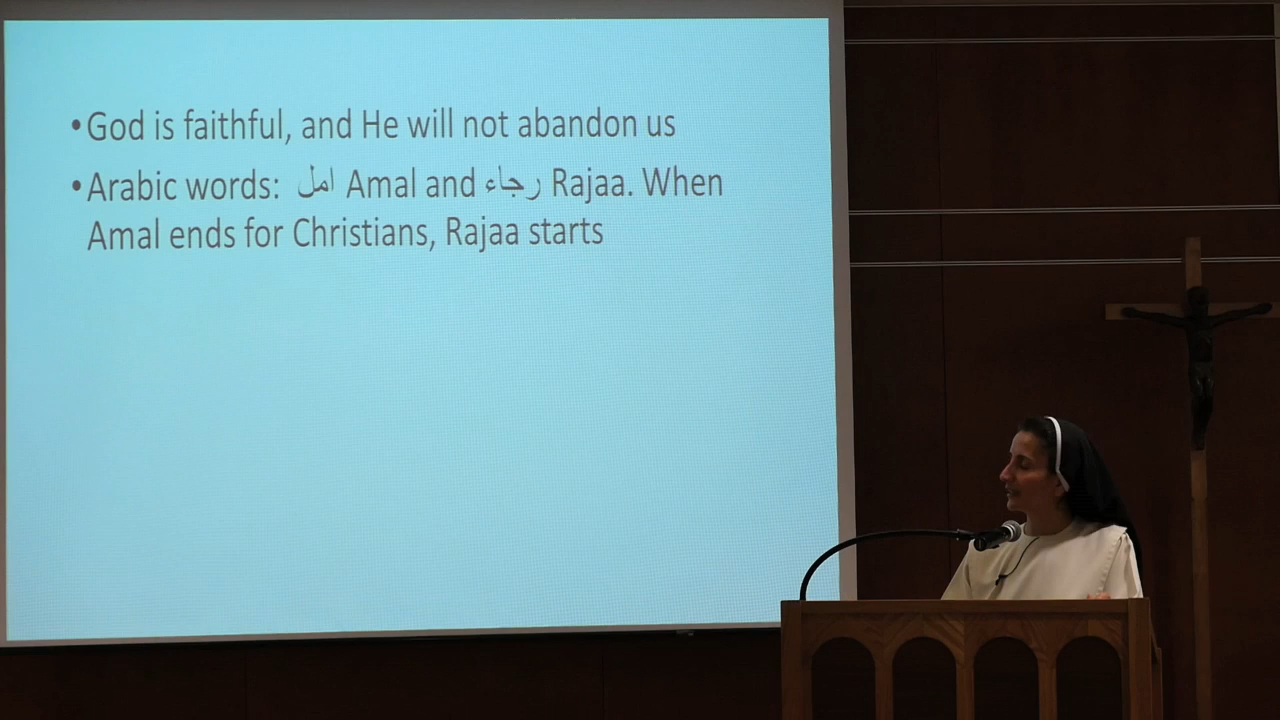 •God is faithful, and He will not abandon us
•Arabic words: امل Amal and رجاء Rajaa. When
Amal ends for Christians, Rajaa starts